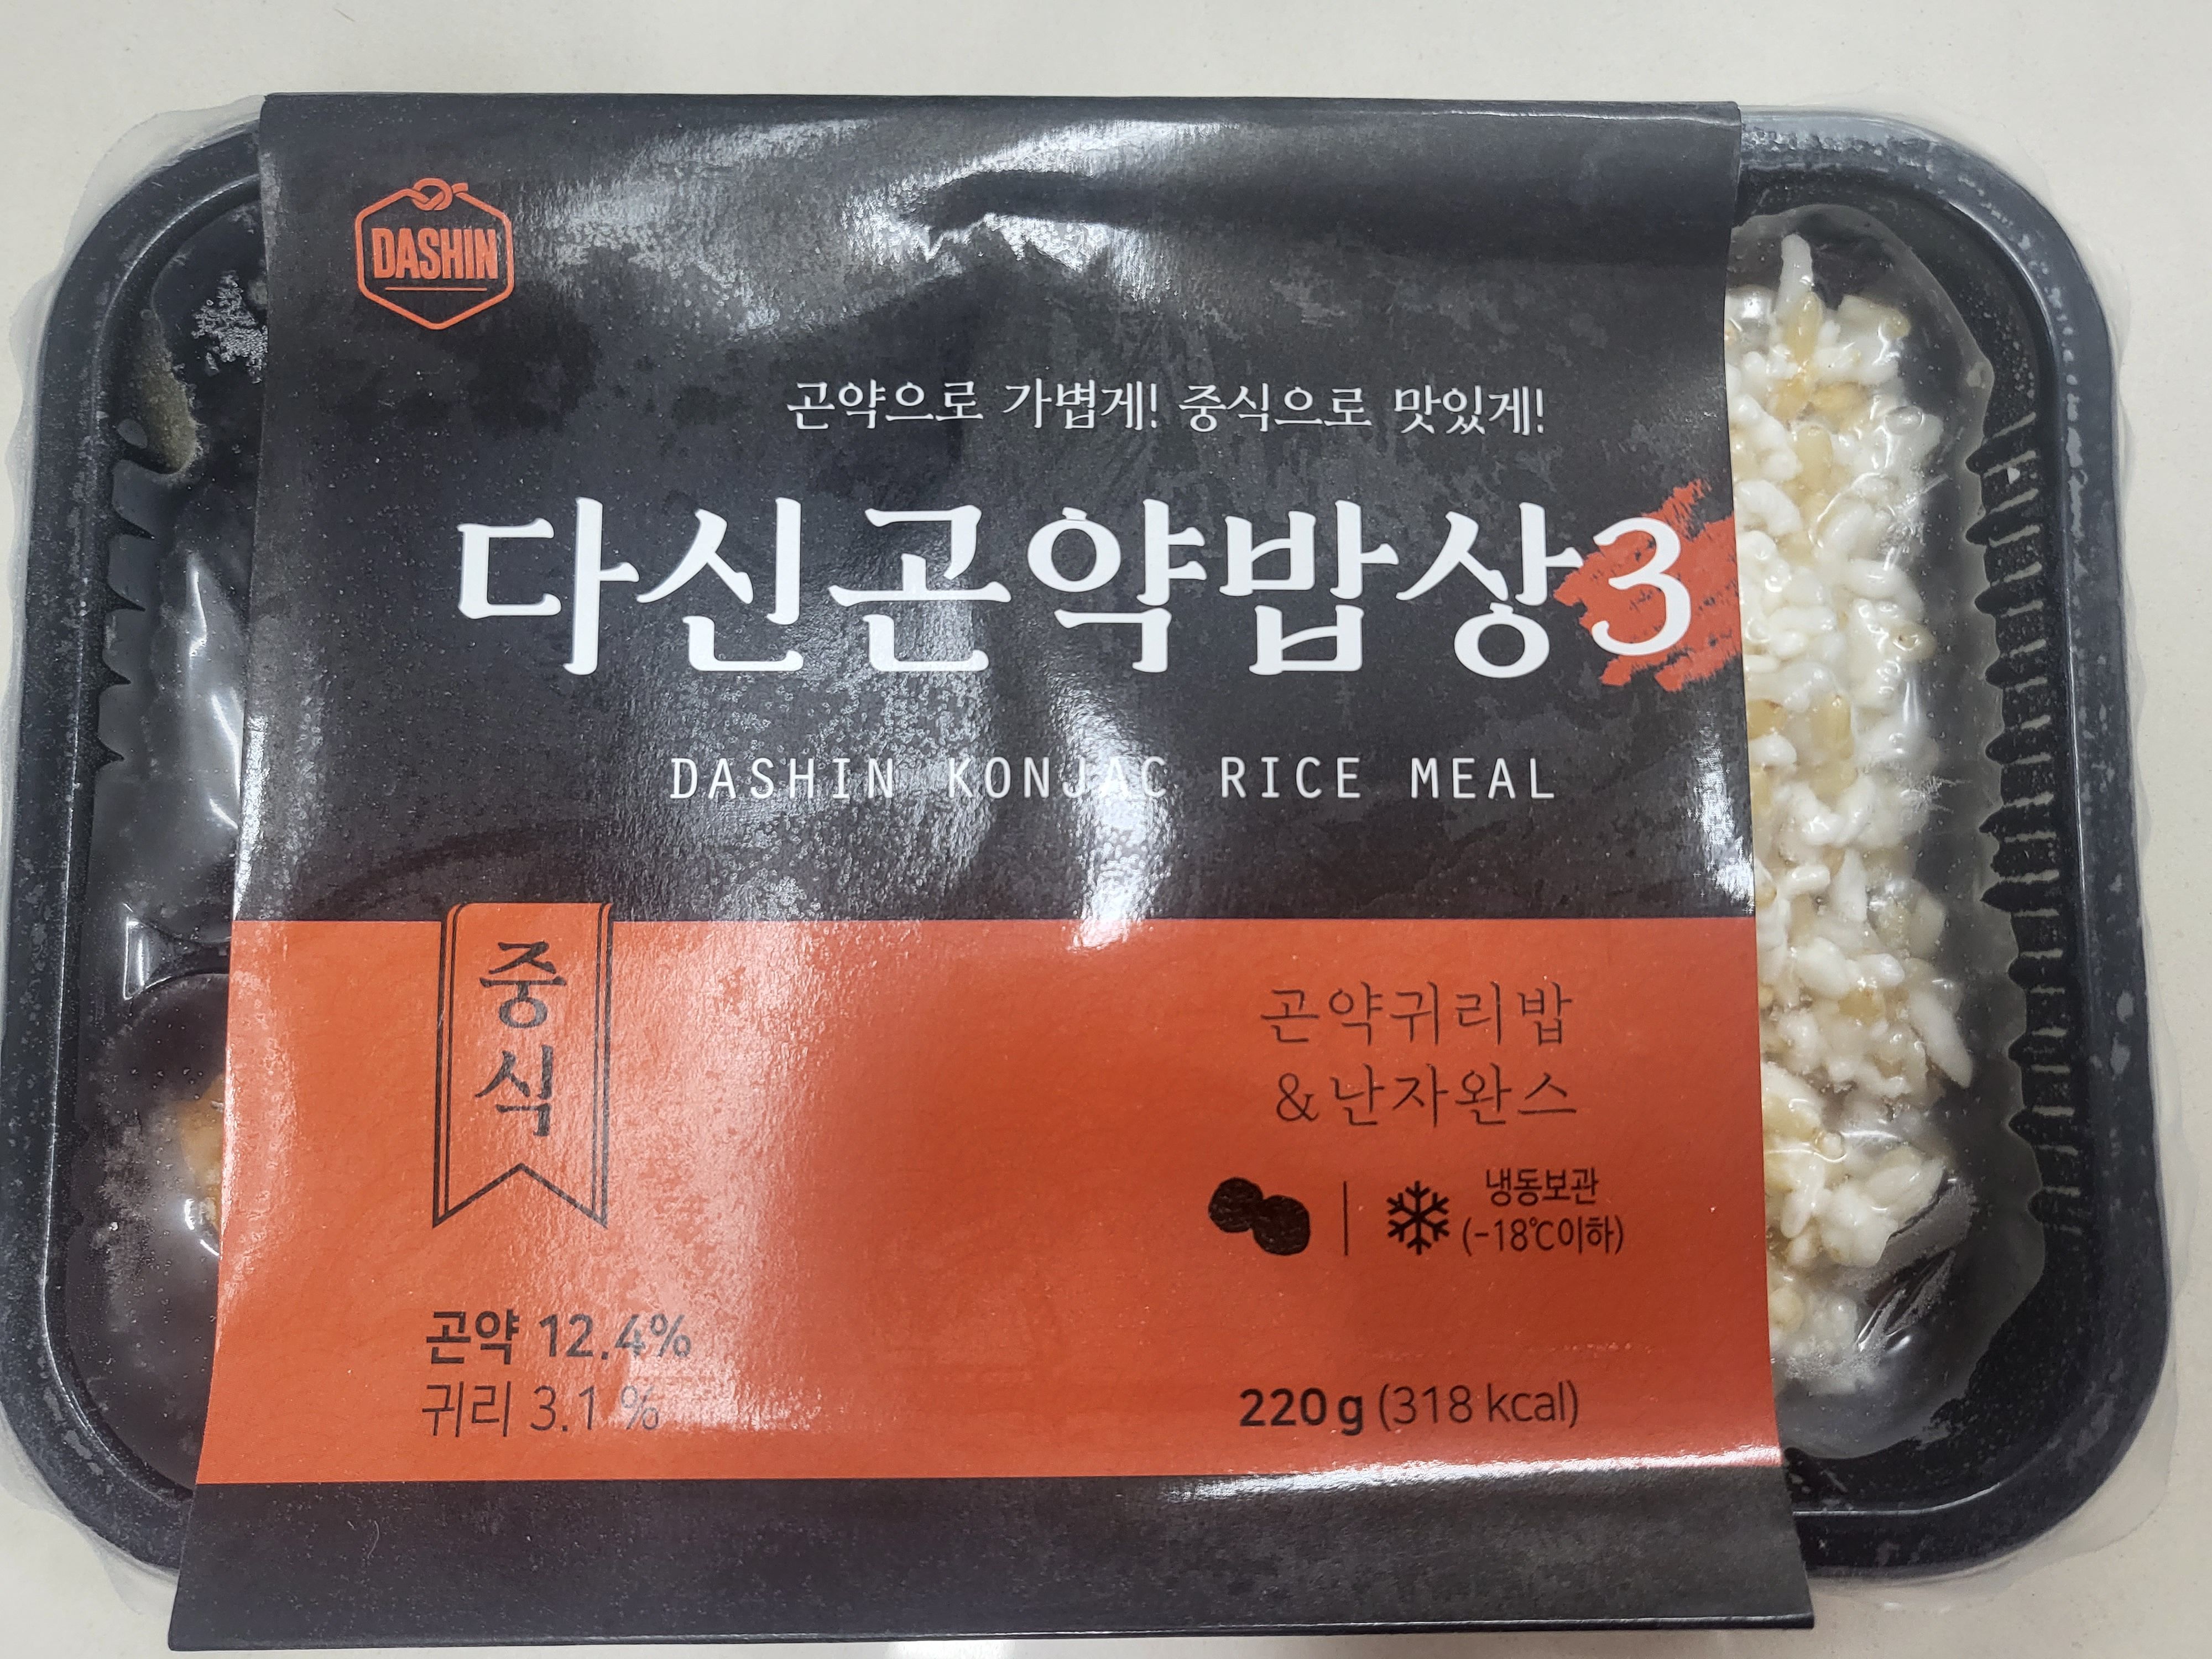 DASHIN
곤약으로 가볍게! 중식으로 맛있게!
다신곤약밥상3
DASHIN KONJAC RICE MEAL
중식
곤약귀리밥
&난자완스
냉동보관
(-18℃이하)
곤약 12.4%
귀리 3.1%
220g (318 kcal)